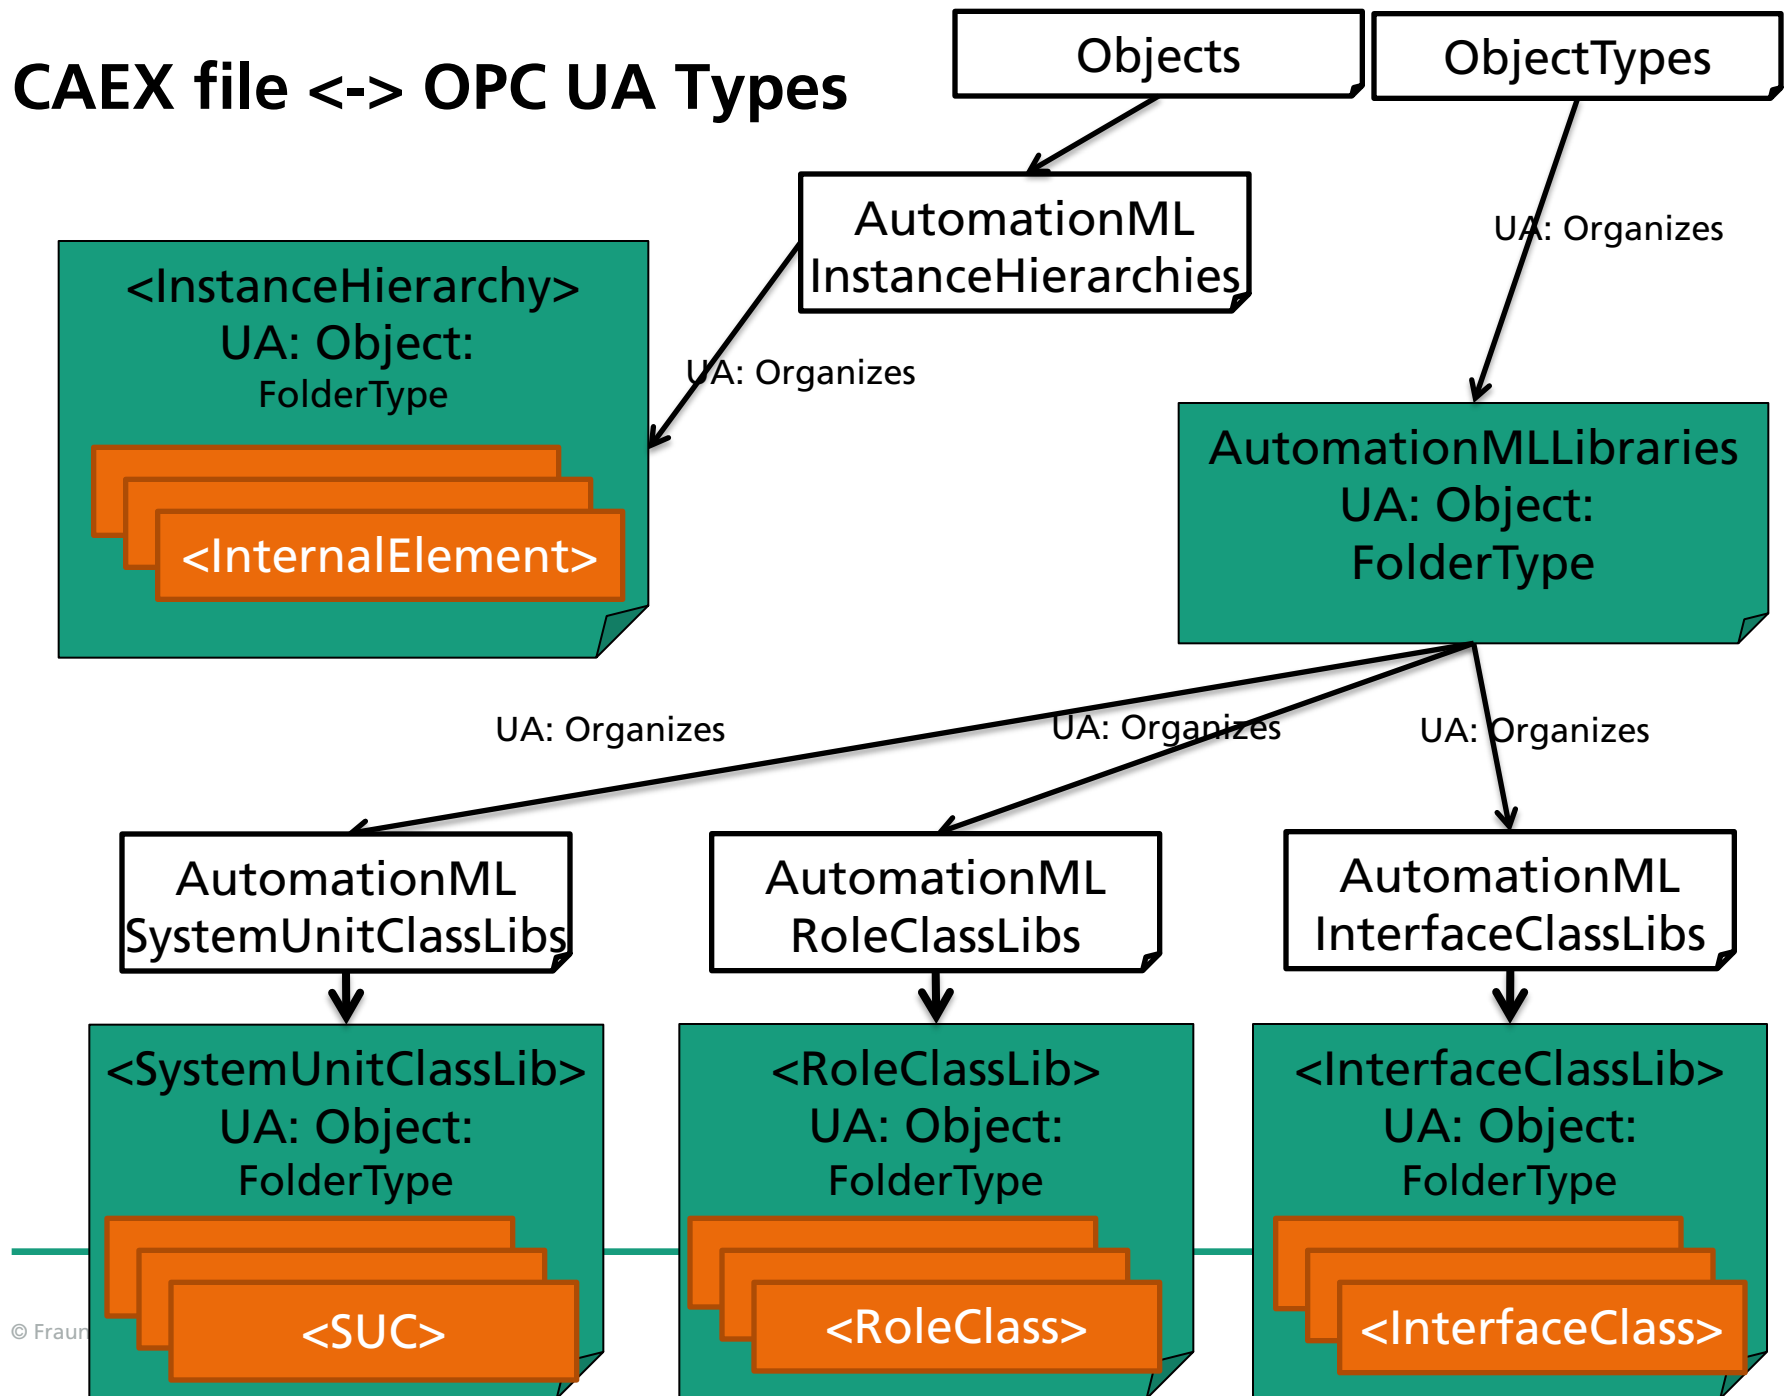 CAEX file <-> OPC UA Types
Objects
ObjectTypes
AutomationML
InstanceHierarchies
UA: Organizes
<InstanceHierarchy>
UA: Object:
FolderType
<InternalElement>
UA: Organizes
AutomationMLLibraries
UA: Object:
FolderType
UA: Organizes
UA: Organizes
UA: Organizes
AutomationML
SystemUnitClassLibs
AutomationML
RoleClassLibs
AutomationML
InterfaceClassLibs
<SystemUnitClassLib>
UA: Object:
FolderType
<SUC>
<RoleClassLib>
UA: Object:
FolderType
<RoleClass>
<InterfaceClassLib>
UA: Object:
FolderType
<InterfaceClass>
© Fraun